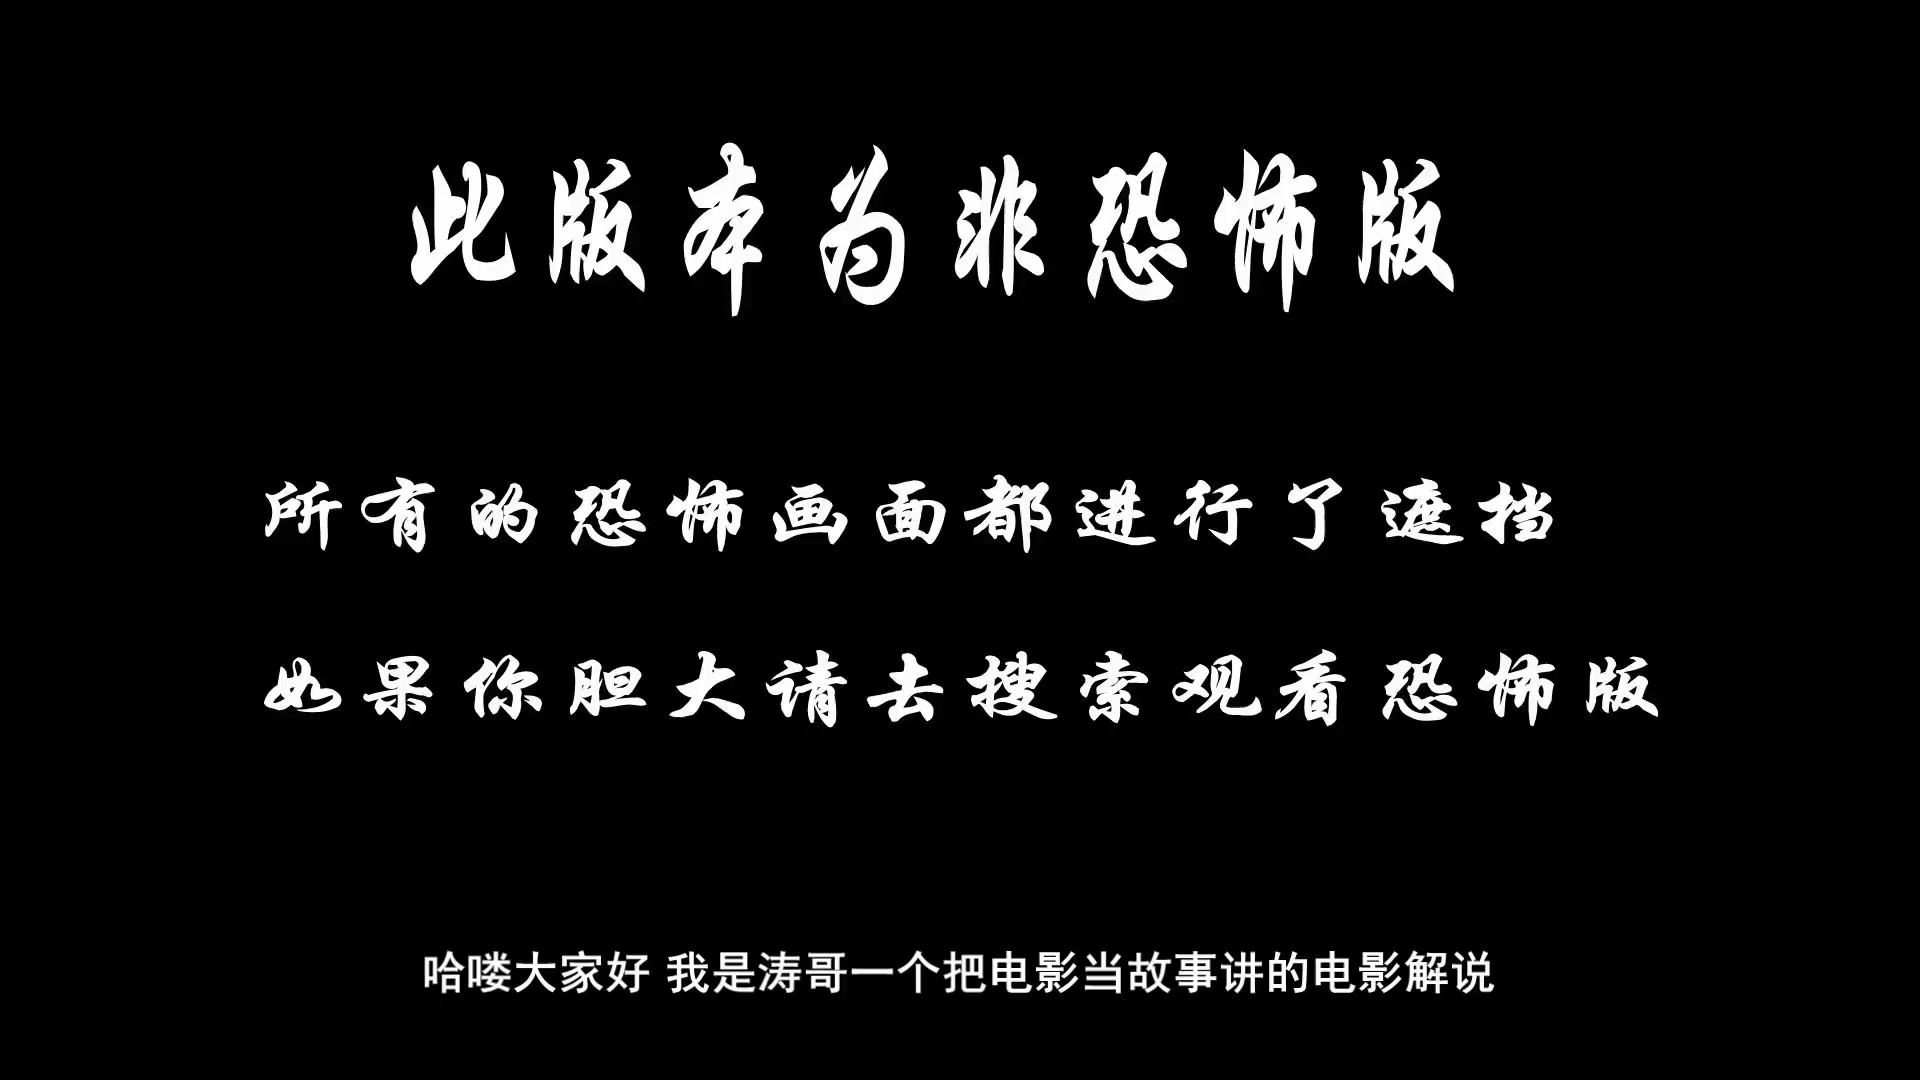 此版本为非恐怖版
所有的恐怖画面都进行了遮挡
如果你胆大请去搜索观看恐怖版
哈喽大家好 我是涛哥一个把电影当故事讲的电影解说